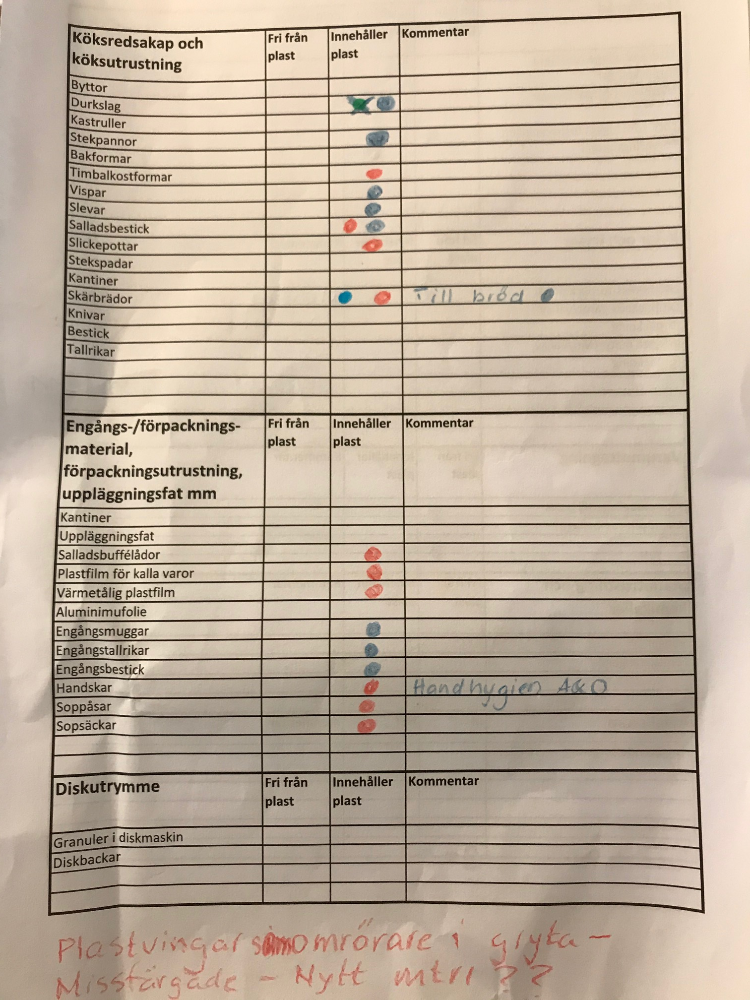 Köksredsakap och
köksutrustning
Fri från
plast
Innehåller
plast
Kommentar
Byttor
Durkslag
Kastruller
Stekpannor
Bakformar
Timbalkostformar
Vispar
Slevar
Salladsbestick
Slickepottar
Stekspadar
Kantiner
Skärbrädor Till bröd
Knivar
Bestick
Tallrikar
Engångs-/förpacknings-
material,
förpackningsutrustning,
uppläggningsfat mm
Fri från
plast
Innehåller
plast
Kommentar
Kantiner
Uppläggningsfat
Salladsbuffélådor
Plastfilm för kalla varor
Värmetålig plastfilm
Aluminimufolie
Engångsmuggar
Engångstallrikar
Engångsbestick
Handskar Handhygien A&O
Soppåsar
Sopsäckar
Diskutrymme
Fri från
plast
Innehåller
plast
Kommentar
Granuler i diskmaskin
Diskbackar
Plastvingar omrörare i gryta -
Missfärgade - Nytt mtrl ??